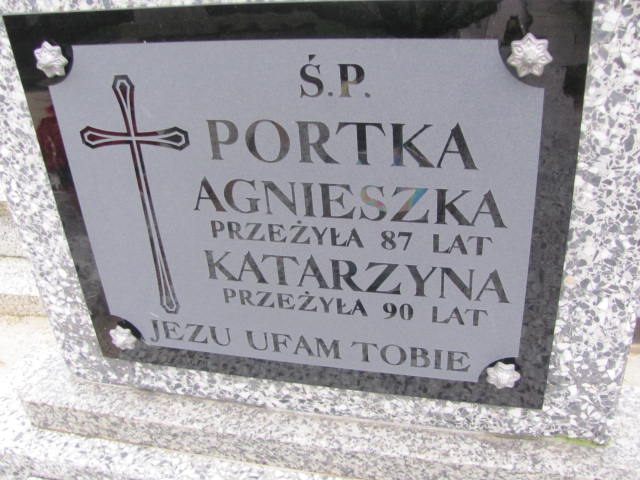 Ś.P.
PORTKA
AGNIESZKA
PRZEŻYŁA 87 LAT
KATARZYNA
PRZEŻYŁA 90 LAT
JEZU UFAM TOBIE